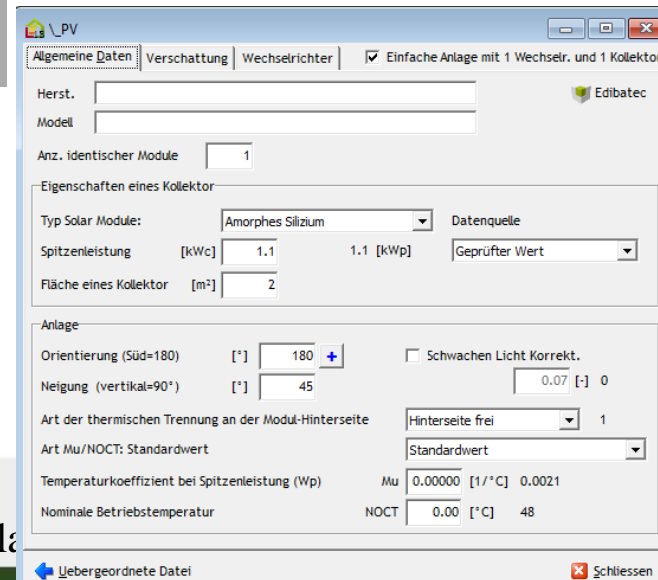 \_PV
Allgemeine Daten Verschattung Wechselrichter Einfache Anlage mit 1 Wechselr. und 1 Kollektor
Herst. Edibatec
Modell
Anz. identischer Module 1
Eigenschaften eines Kollektor
Typ Solar Module: Amorphes Silizium Datenquelle
Spitzenleistung [kWc] 1.1 1.1 [kWp] Geprüfter Wert
Fläche eines Kollektor [m²] 2
Anlage
Orientierung (Süd=180) [°] 180 + Schwachen Licht Korrekt.
0.07 [-] 0
Neigung (vertikal=90°) [°] 45
Art der thermischen Trennung an der Modul-Hinterseite Hinterseite frei 1
Art Mu/NOCT: Standardwert Standardwert
Temperaturkoeffizient bei Spitzenleistung (Wp) Mu 0.00000 [1/°C] 0.0021
Nominale Betriebstemperatur NOCT 0.00 [°C] 48
Uebergeordnete Datei Schliessen